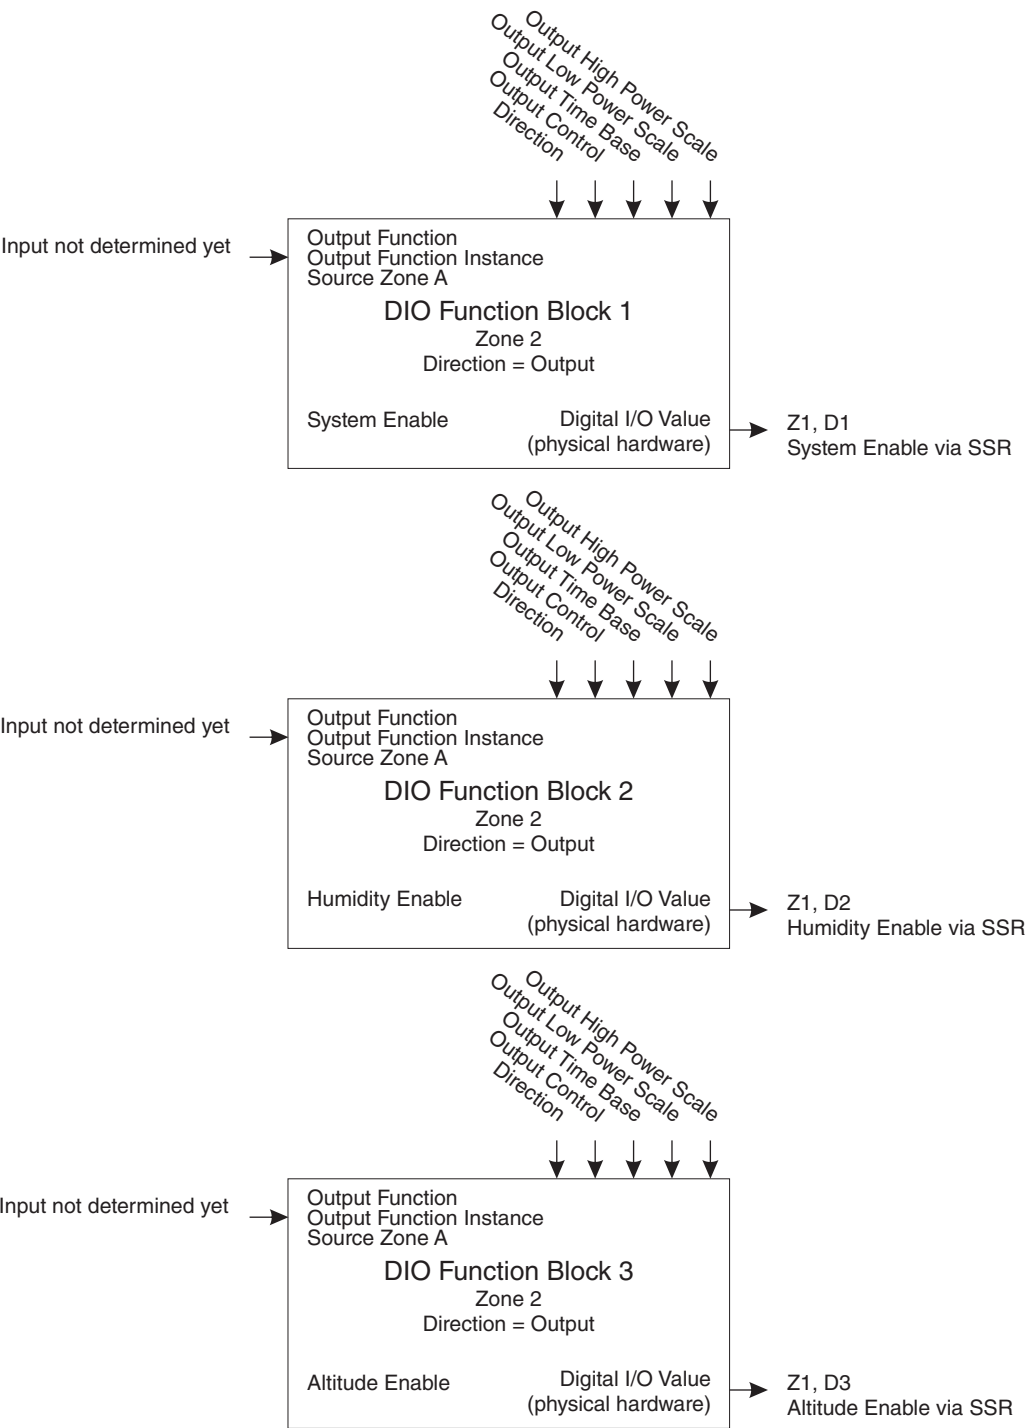 Output High Power Scale
Output Low Power Scale
Output Time Base
Output Control
Direction
Input not determined yet
Output Function
Output Function Instance
Source Zone A
DIO Function Block 1
Zone 2
Direction = Output
System Enable
Digital I/O Value
(physical hardware)
Z1, D1
System Enable via SSR
Output High Power Scale
Output Low Power Scale
Output Time Base
Output Control
Direction
Input not determined yet
Output Function
Output Function Instance
Source Zone A
DIO Function Block 2
Zone 2
Direction = Output
Humidity Enable
Digital I/O Value
(physical hardware)
Z1, D2
Humidity Enable via SSR
Output High Power Scale
Output Low Power Scale
Output Time Base
Output Control
Direction
Input not determined yet
Output Function
Output Function Instance
Source Zone A
DIO Function Block 3
Zone 2
Direction = Output
Altitude Enable
Digital I/O Value
(physical hardware)
Z1, D3
Altitude Enable via SSR